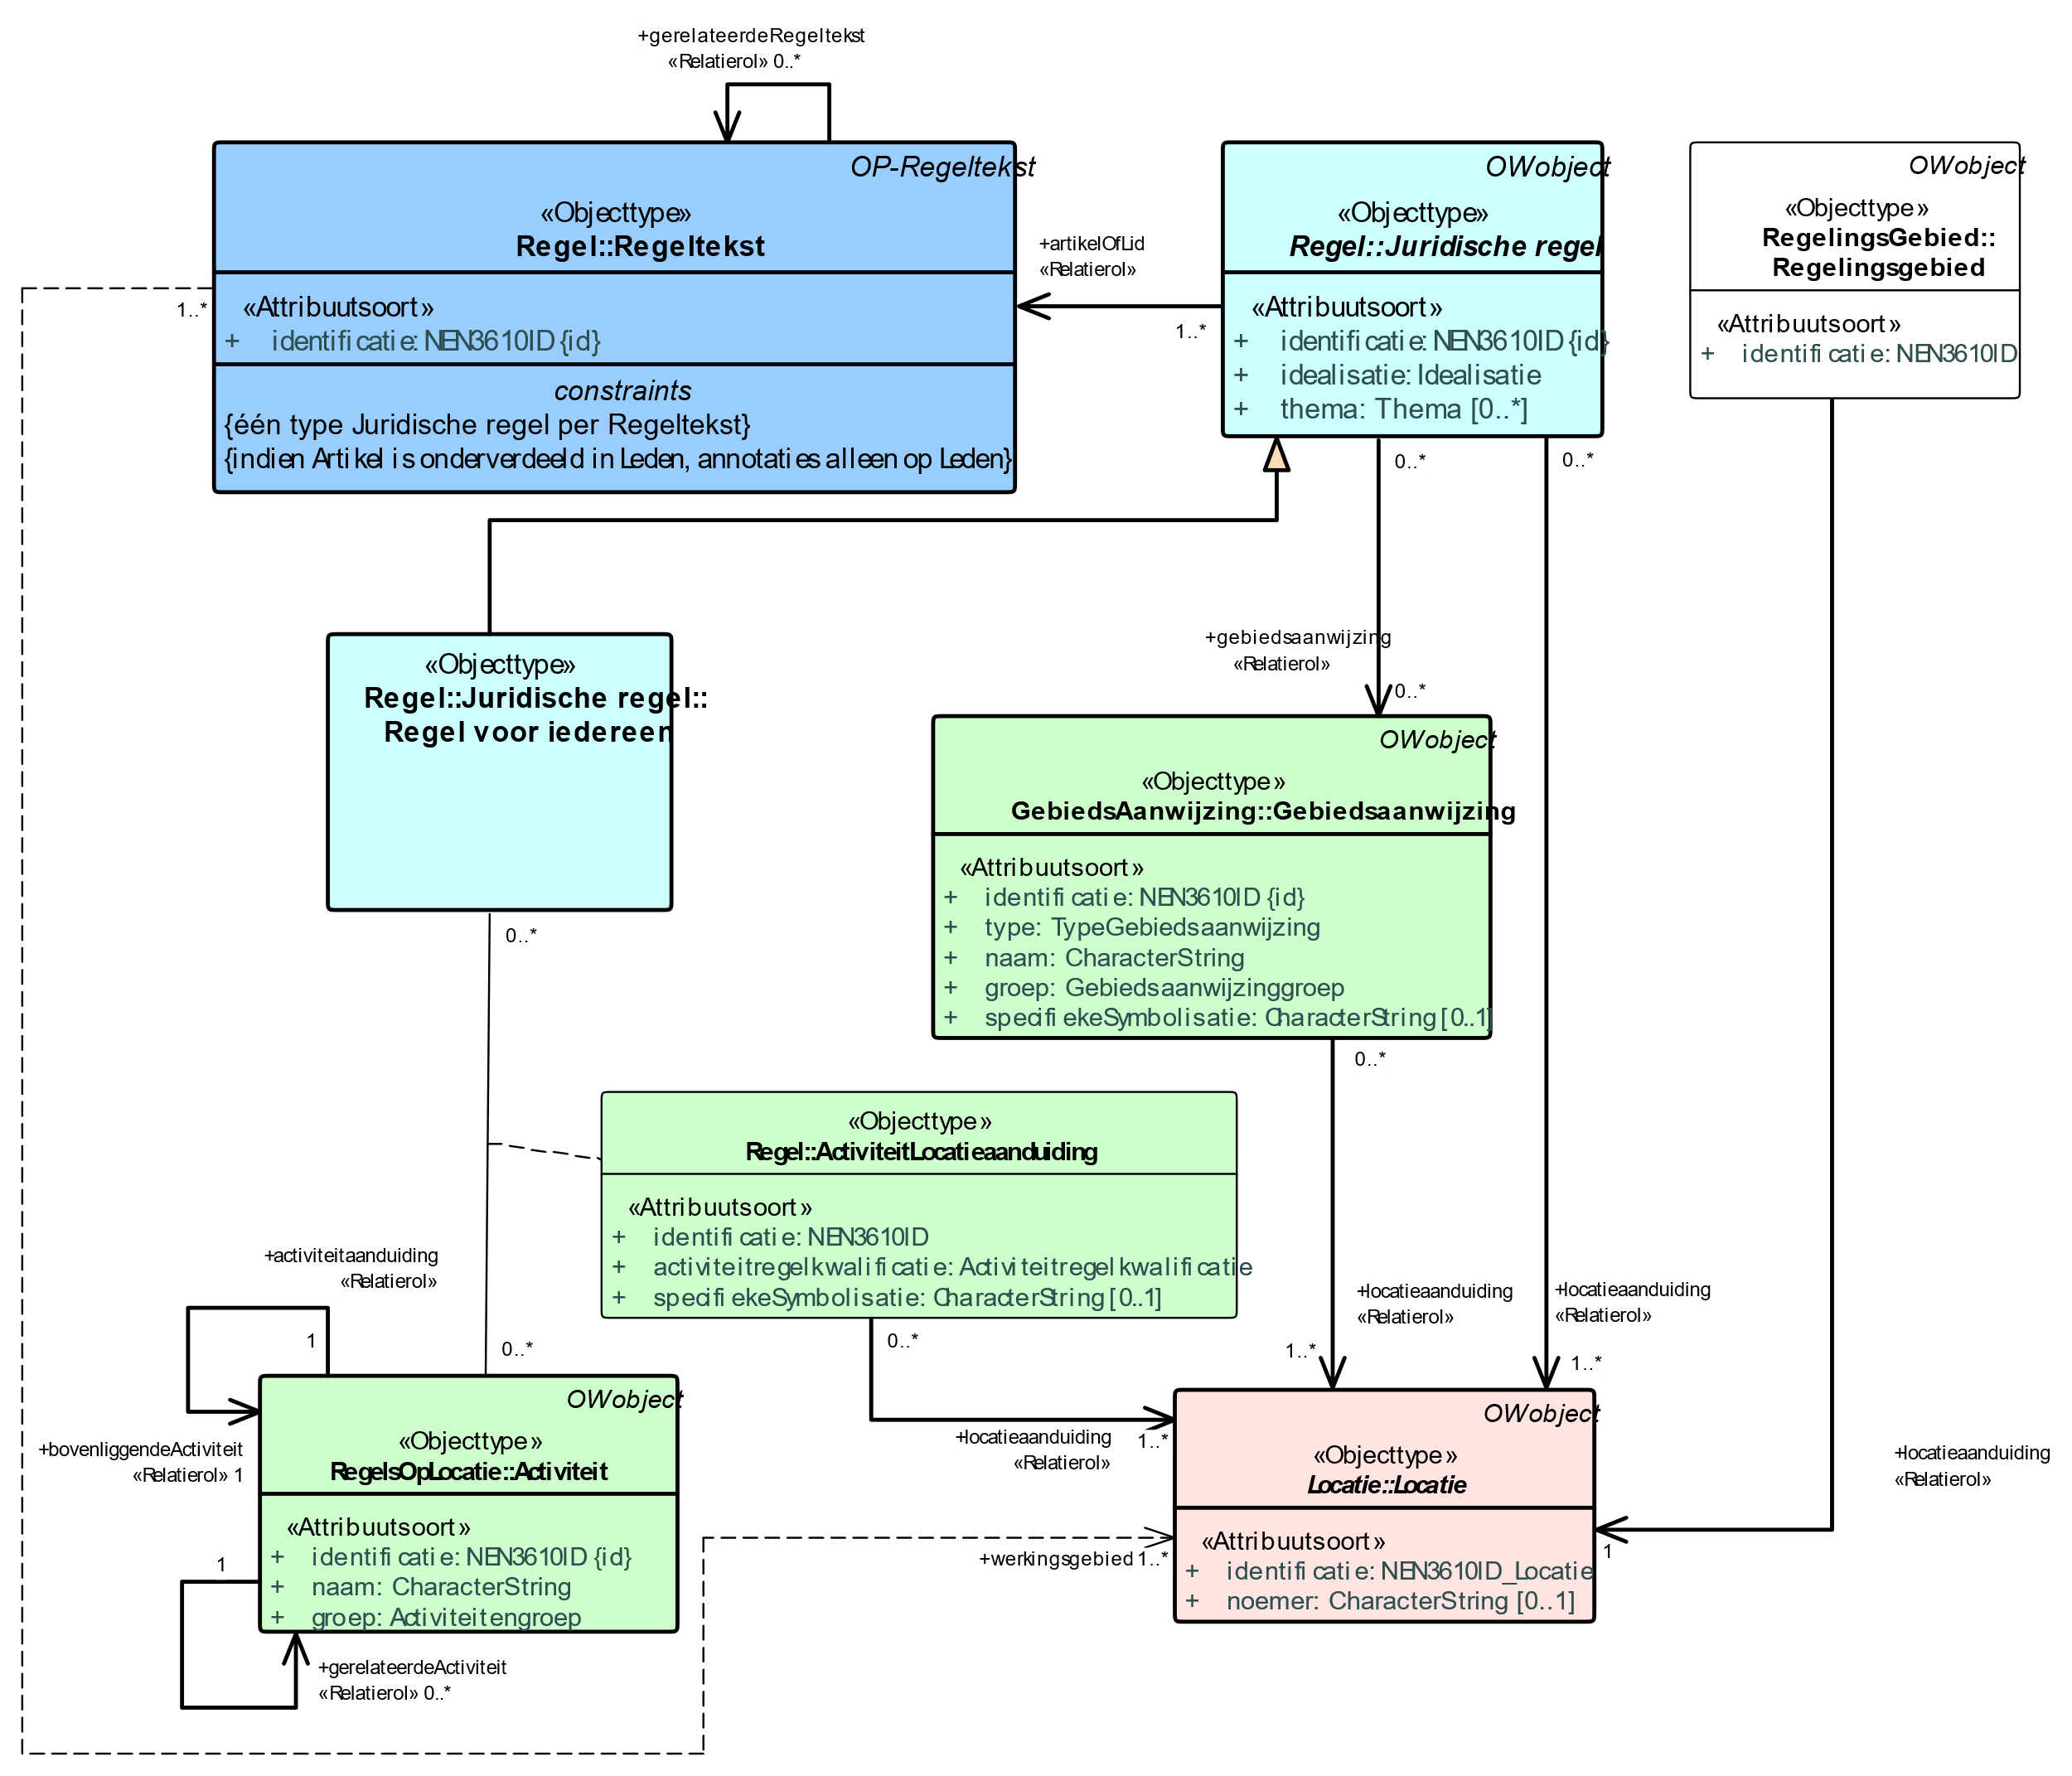 +gerelateerdeRegeltekst
«Relatierol» 0..*
OP-Regeltekst
«Objecttype»
Regel::Regeltekst
«Attribuutsoort»
+ identificatie: NEN3610ID {id}
constraints
{één type Juridische regel per Regeltekst}
{indien Artikel is onderverdeeld in Leden, annotaties alleen op Leden}
1..*
+artikelOfLid
«Relatierol»
1..*
OWobject
«Objecttype»
Regel::Juridische regel
«Attribuutsoort»
+ identificatie: NEN3610ID {id}
+ idealisatie: Idealisatie
+ thema: Thema [0..*]
0..*
0..*
OWobject
«Objecttype»
RegelingsGebied::
Regelingsgebied
«Attribuutsoort»
+ identificatie: NEN3610ID
«Objecttype»
Regel::Juridische regel::
Regel voor iedereen
0..*
+gebiedsaanwijzing
«Relatierol»
0..*
OWobject
«Objecttype»
GebiedsAanwijzing::Gebiedsaanwijzing
«Attribuutsoort»
+ identificatie: NEN3610ID {id}
+ type: TypeGebiedsaanwijzing
+ naam: CharacterString
+ groep: Gebiedsaanwijzinggroep
+ specifiekeSymbolisatie: CharacterString [0..1]
0..*
«Objecttype»
Regel::ActiviteitLocatieaanduiding
«Attribuutsoort»
+ identificatie: NEN3610ID
+ activiteitregelkwalificatie: Activiteitregelkwalificatie
+ specifiekeSymbolisatie: CharacterString [0..1]
0..*
+activiteitaanduiding
«Relatierol»
0..*
1
+bovenliggendeActiviteit
«Relatierol» 1
OWobject
«Objecttype»
RegelsOpLocatie::Activiteit
«Attribuutsoort»
+ identificatie: NEN3610ID {id}
+ naam: CharacterString
+ groep: Activiteitengroep
1
+gerelateerdeActiviteit
«Relatierol» 0..*
+locatieaanduiding
«Relatierol»
1..*
+locatieaanduiding
«Relatierol»
1..*
+locatieaanduiding
«Relatierol»
1..*
+werkingsgebied 1..*
OWobject
«Objecttype»
Locatie::Locatie
«Attribuutsoort»
+ identificatie: NEN3610ID_Locatie
+ noemer: CharacterString [0..1]
+locatieaanduiding
«Relatierol»
1